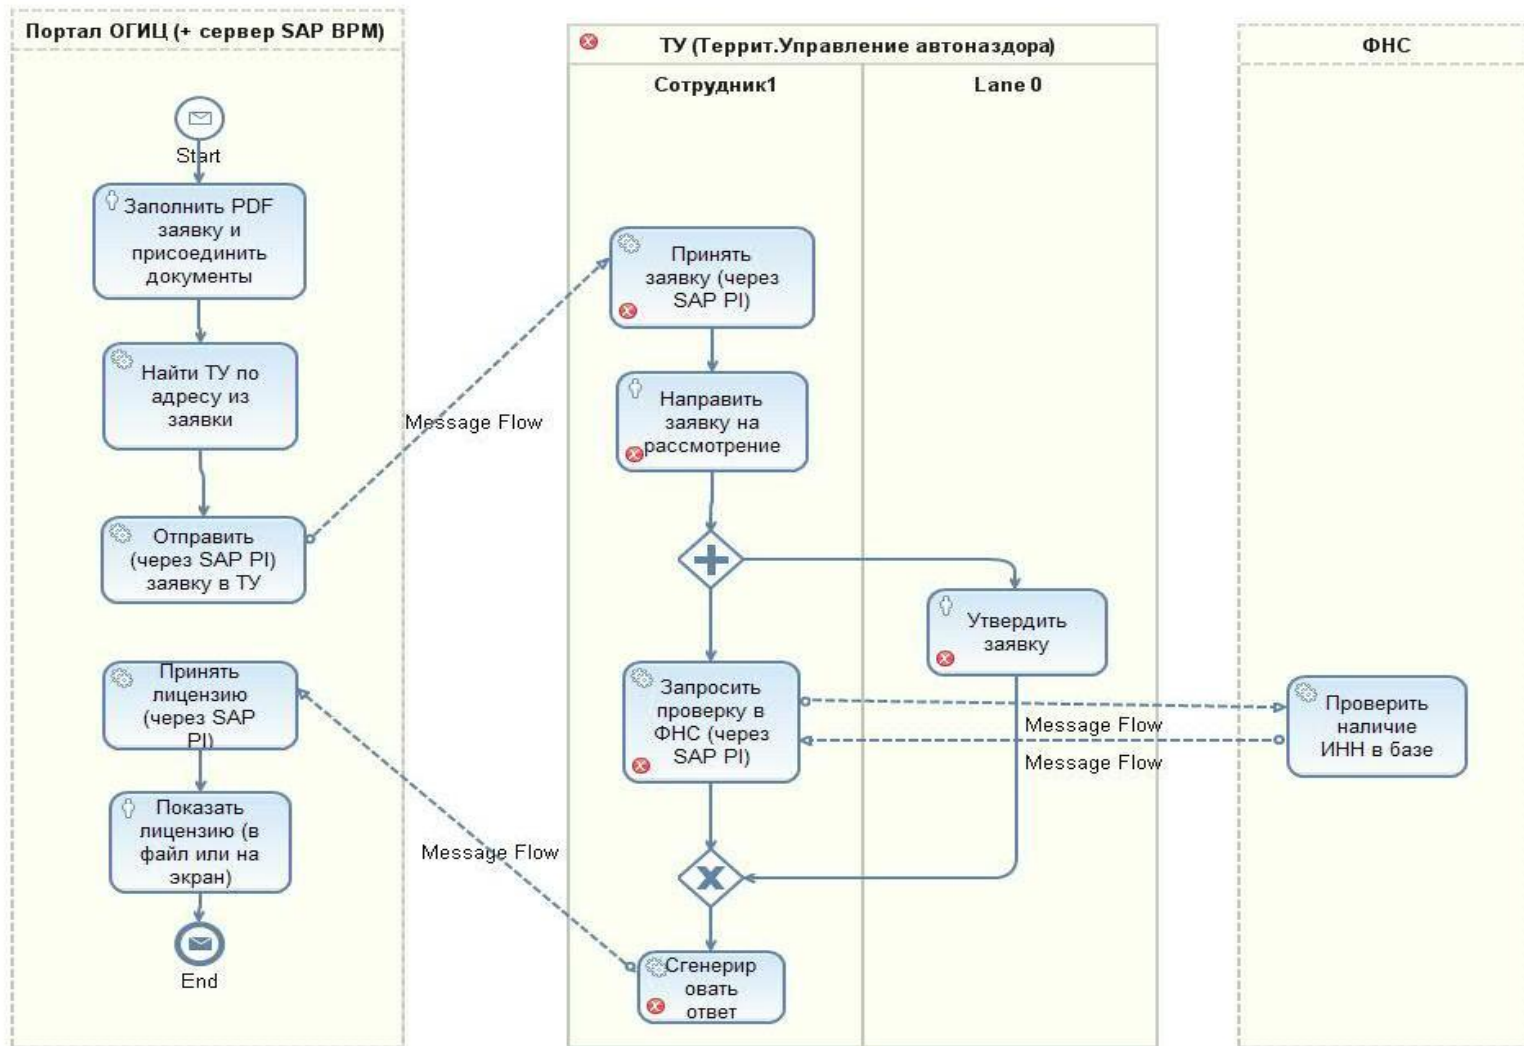 Портал ОГИЦ (+ сервер SAP BPM)
Start
Заполнить PDF
заявку и
присоединить
документы
Найти ТУ по
адресу из
заявки
Отправить
(через SAP PI)
заявку в ТУ
Принять
лицензию
(через SAP
PI)
Показать
лицензию (в
файл или на
экран)
End
Message Flow
Message Flow
ТУ (Террит.Управление автоназдора)
Сотрудник1
Lane 0
Принять
заявку (через
SAP PI)
Направить
заявку на
рассмотрение
Утвердить
заявку
Запросить
проверку в
ФНС (через
SAP PI)
Message Flow
Message Flow
Сгенерир
овать
ответ
ФНС
Проверить
наличие
ИНН в базе